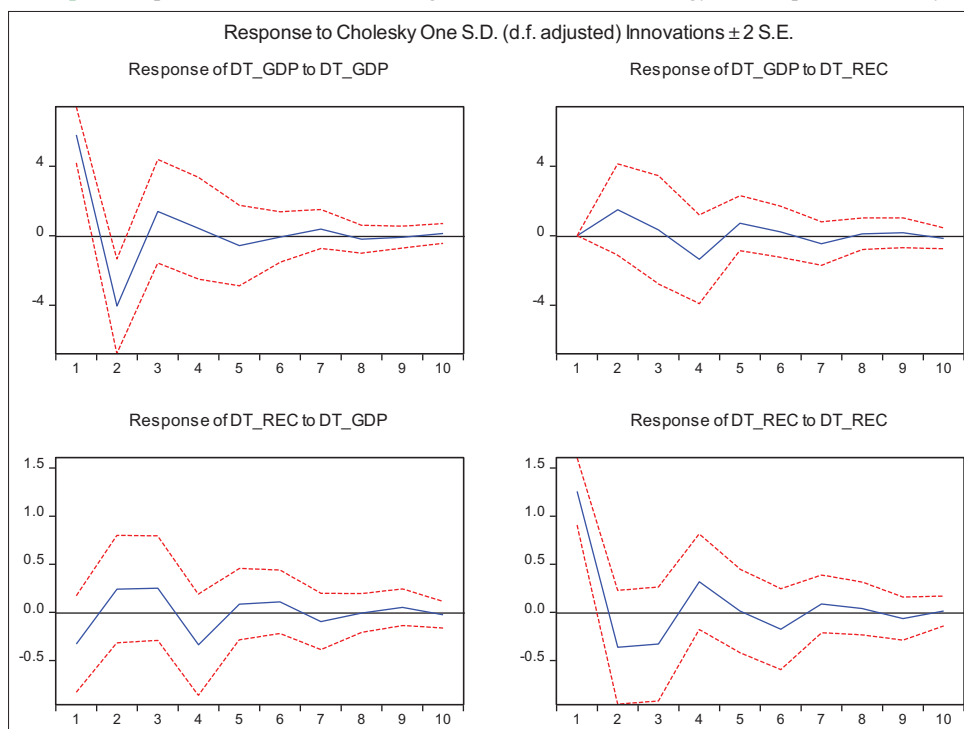 Response to Cholesky One S.D. (d.f. adjusted) Innovations ± 2 S.E.
Response of DT_GDP to DT_GDP
Response of DT_GDP to DT_REC
4
0
-4
1 2 3 4 5 6 7 8 9 10
4
0
-4
1 2 3 4 5 6 7 8 9 10
Response of DT_REC to DT_GDP
Response of DT_REC to DT_REC
1.5
1.0
0.5
0.0
-0.5
1 2 3 4 5 6 7 8 9 10
1.5
1.0
0.5
0.0
-0.5
1 2 3 4 5 6 7 8 9 10